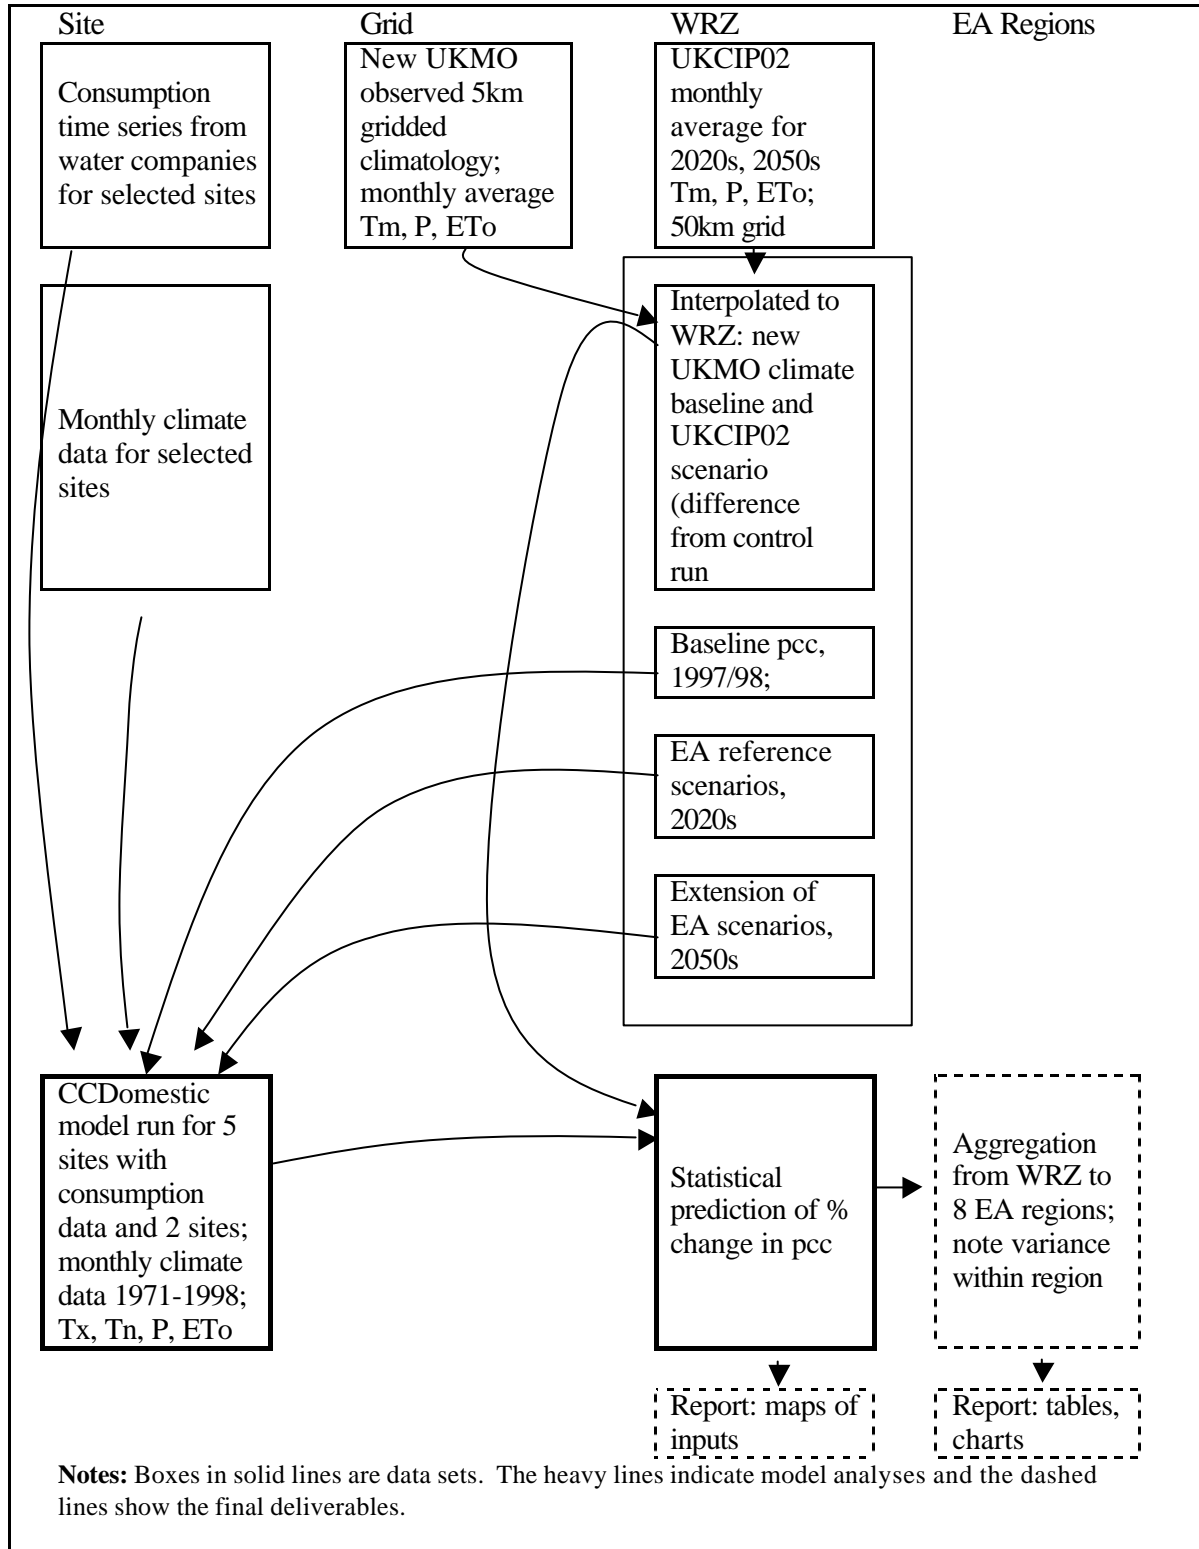 Site
Grid
WRZ
EA Regions
Consumption
time series from
water companies
for selected sites
New UKMO
observed 5km
gridded
climatology;
monthly average
Tm, P, ETo
UKCIP02
monthly
average for
2020s, 2050s
Tm, P, ETo;
50km grid
Monthly climate
data for selected
sites
Interpolated to
WRZ: new
UKMO climate
baseline and
UKCIP02
scenario
(difference
from control
run
Baseline pcc,
1997/98;
EA reference
scenarios,
2020s
Extension of
EA scenarios,
2050s
CCDomestic
model run for 5
sites with
consumption
data and 2 sites;
monthly climate
data 1971-1998;
Tx, Tn, P, ETo
Statistical
prediction of %
change in pcc
Aggregation
from WRZ to
8 EA regions;
note variance
within region
Report: maps of
inputs
Report: tables,
charts
Notes: Boxes in solid lines are data sets. The heavy lines indicate model analyses and the dashed
lines show the final deliverables.